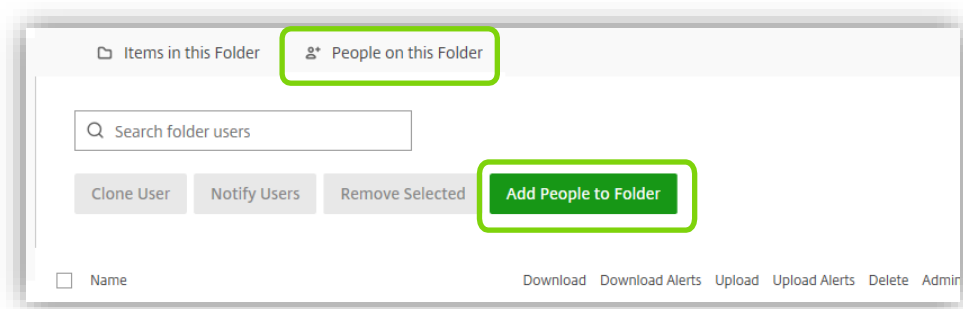 Items in this Folder People on this Folder
Search folder users
Clone User Notify Users Remove Selected Add People to Folder
Name Download Download Alerts Upload Upload Alerts Delete Admin